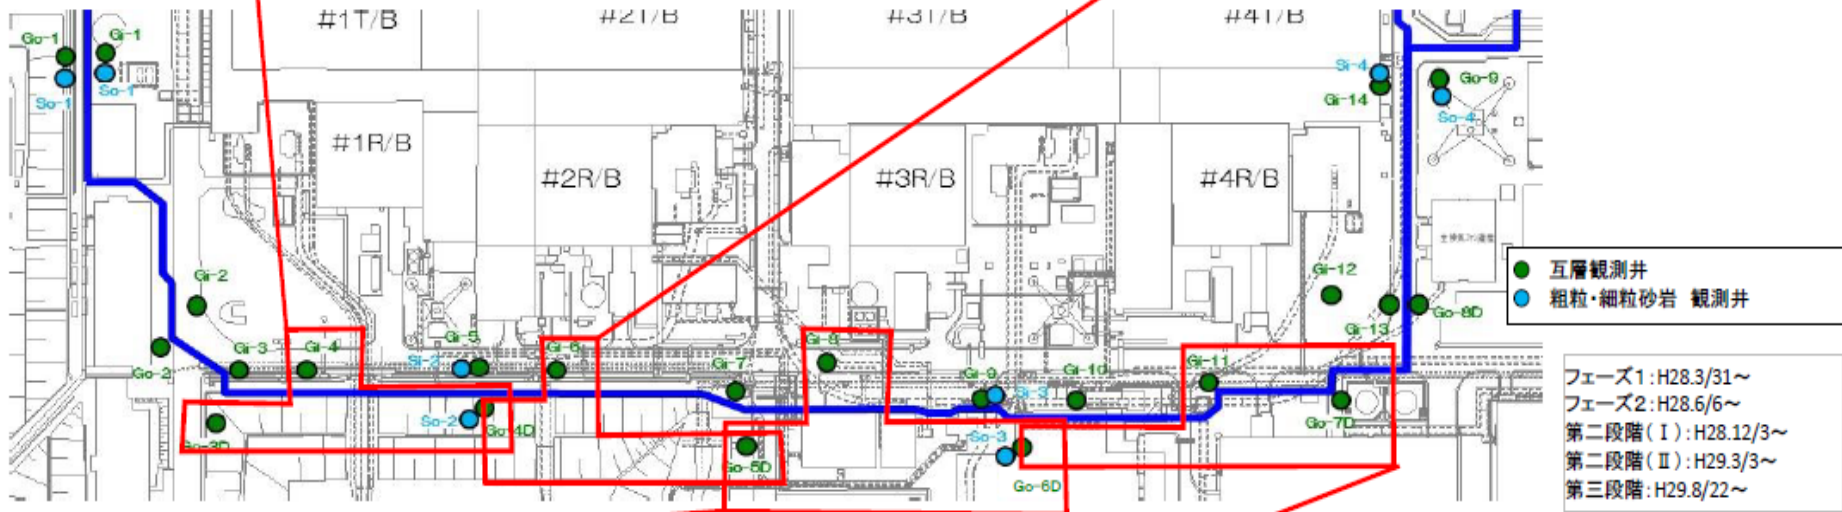 #1T/B
#2T/B
#3T/B
#4T/B
Go-1
Gi-1
So-1
So-1
Si-4
Gi-14
Go-9
So-4
#1R/B
#2R/B
#3R/B
#4R/B
Gi-2
Gi-12
Gi-13
Go-8D
Go-2
Gi-3
Gi-4
Si-2
Gi-5
Gi-6
Gi-7
Gi-8
Gi-9
Si-3
Gi-10
Gi-11
Go-3D
So-2
Go-4D
Go-5D
So-3
Go-6D
Go-7D
互層観測井
粗粒・細粒砂岩 観測井
フェーズ1:H28.3/31~
フェーズ2:H28.6/6~
第二段階(Ⅰ):H28.12/3~
第二段階(Ⅱ):H29.3/3~
第三段階:H29.8/22~